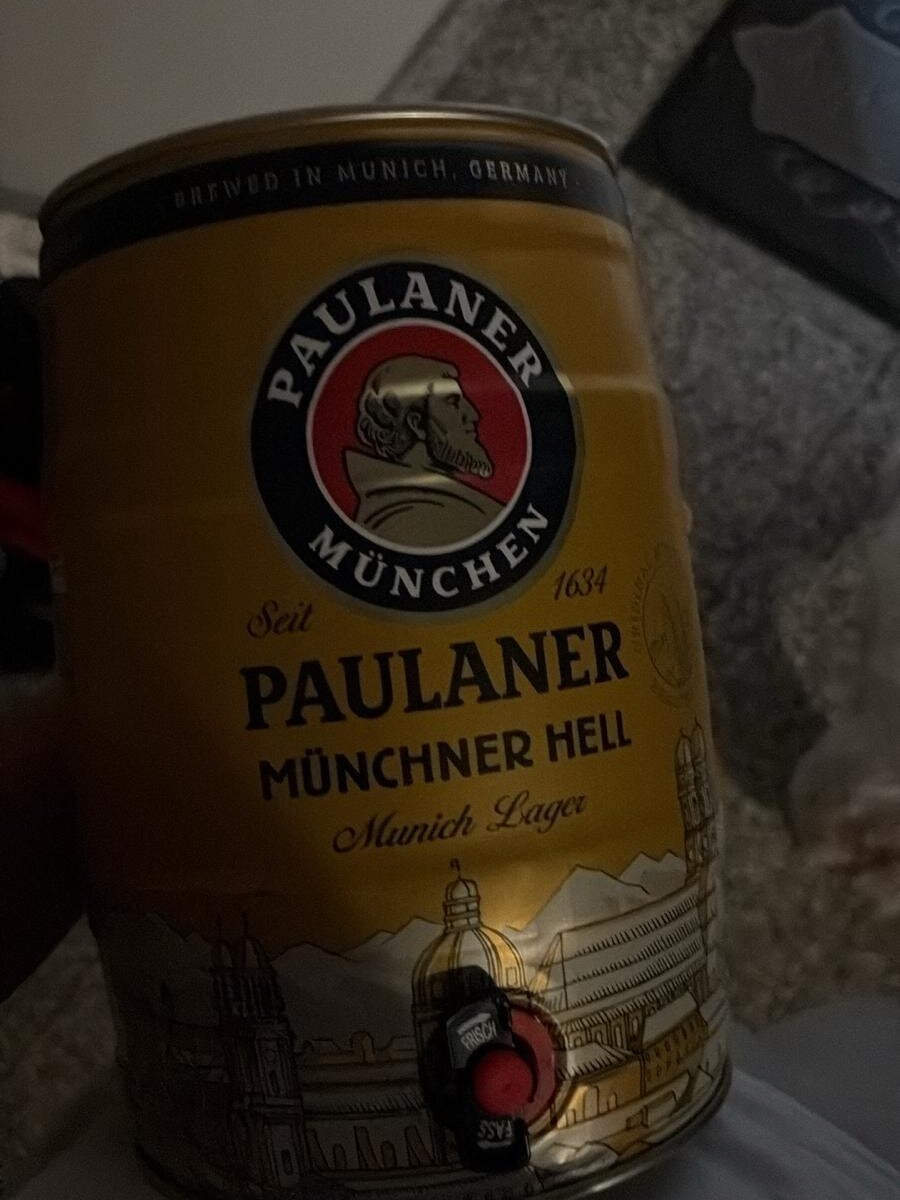 BREWED IN MUNICH, GERMANY
PAULANER
MÜNCHEN
Seit 1634
PAULANER
MÜNCHNER HELL
Munich Lager
FRISCH
FASS